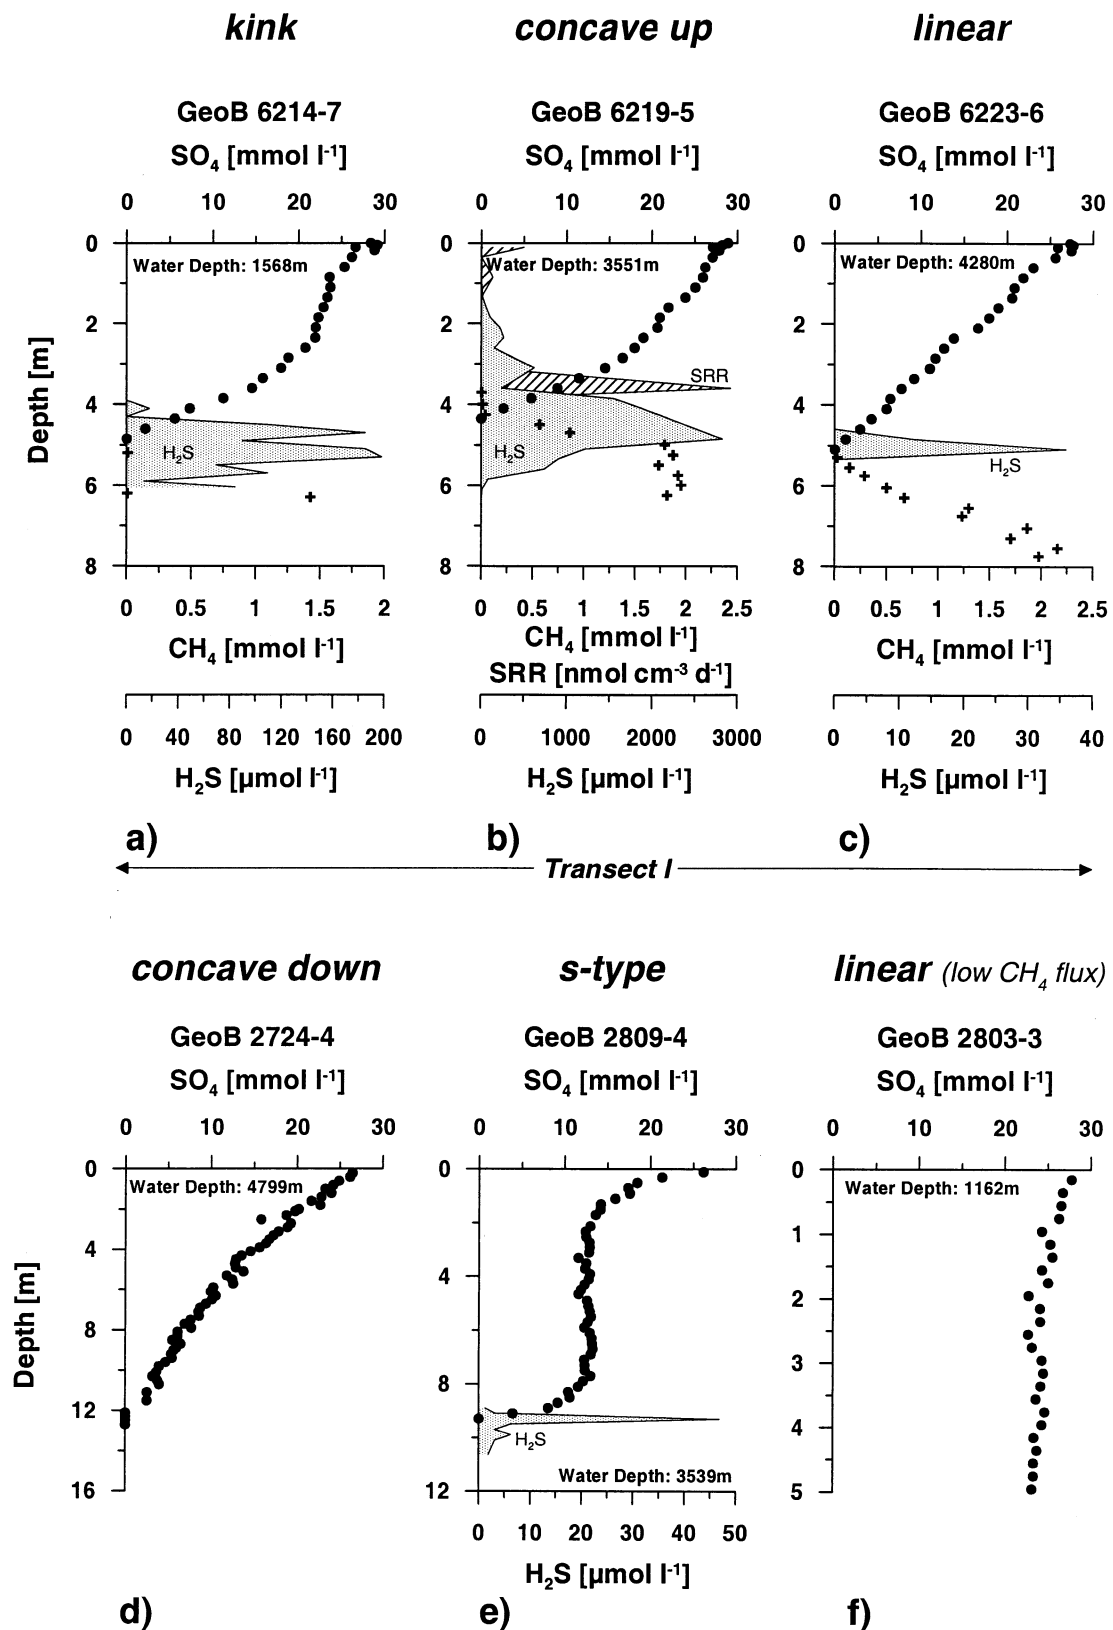 kink concave up linear
GeoB 6214-7 GeoB 6219-5 GeoB 6223-6
SO4 [mmol l-1] SO4 [mmol l-1] SO4 [mmol l-1]
0 10 20 30 0 10 20 30 0 10 20 30
0 0 0
Water Depth: 1568m Water Depth: 3551m Water Depth: 4280m
2 2 2
Depth [m]
SRR
4 4 4
H2S H2S H2S
6 6 6
8 8 8
0 0.5 1 1.5 2 0 0.5 1 1.5 2 2.5 0 0.5 1 1.5 2 2.5
CH4 [mmol l-1] CH4 [mmol l-1] CH4 [mmol l-1]
SRR [nmol cm-3 d-1]
0 40 80 120 160 200 0 1000 2000 3000 0 10 20 30 40
H2S [µmol l-1] H2S [µmol l-1] H2S [µmol l-1]
a) b) c)
Transect I
concave down s-type linear (low CH4 flux)
GeoB 2724-4 GeoB 2809-4 GeoB 2803-3
SO4 [mmol l-1] SO4 [mmol l-1] SO4 [mmol l-1]
0 10 20 30 0 10 20 30 0 10 20 30
0 0 0
Water Depth: 4799m Water Depth: 1162m
1
4 4 2
Depth [m]
8 8 3
4
12 H2S
Water Depth: 3539m
16 12 5
0 10 20 30 40 50
H2S [µmol l-1]
d) e) f)